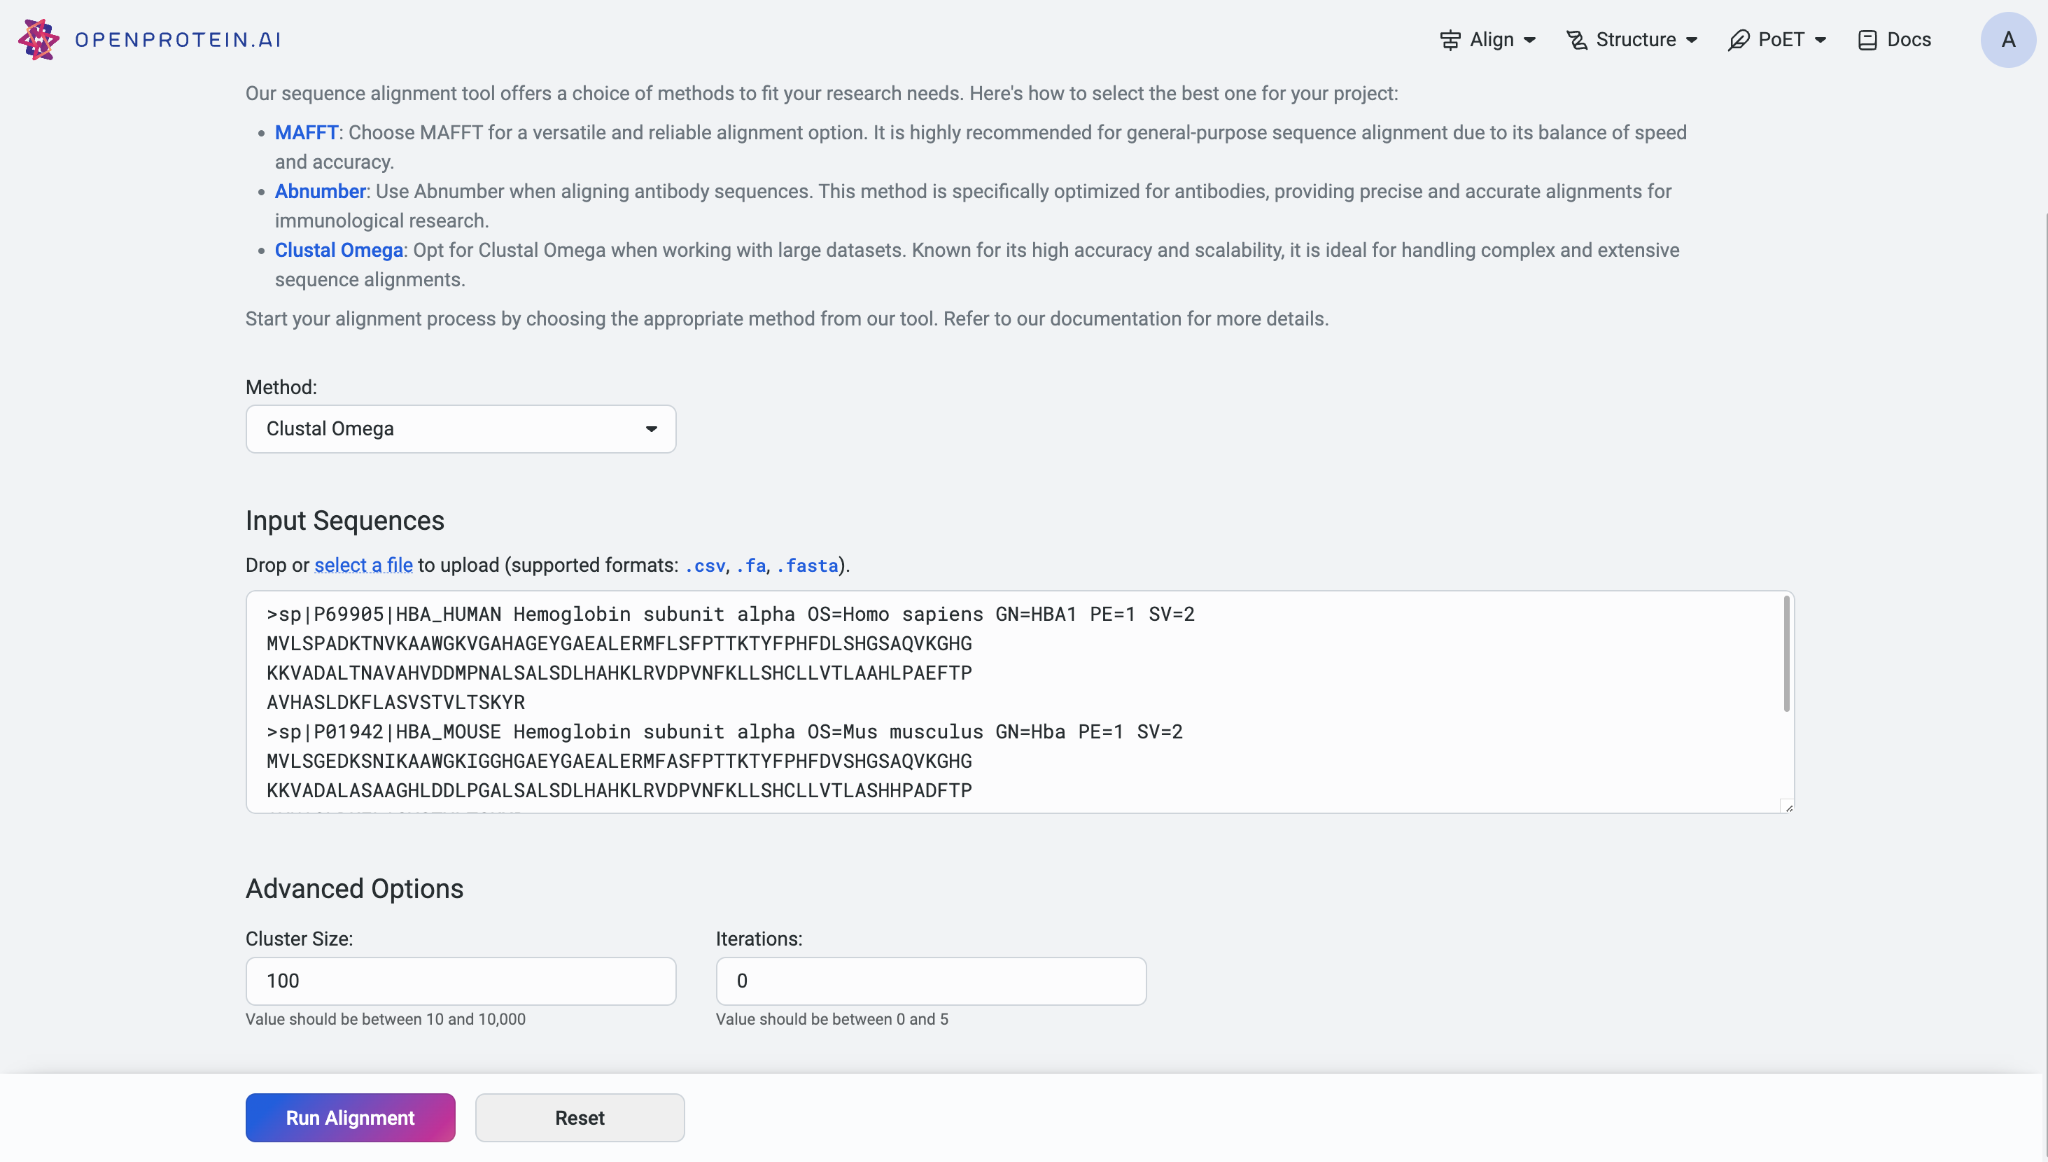 OPENPROTEIN.AI
Align
Structure
PoET
Docs
A
Our sequence alignment tool offers a choice of methods to fit your research needs. Here's how to select the best one for your project:
• MAFFT: Choose MAFFT for a versatile and reliable alignment option. It is highly recommended for general-purpose sequence alignment due to its balance of speed
and accuracy.
• Abnumber: Use Abnumber when aligning antibody sequences. This method is specifically optimized for antibodies, providing precise and accurate alignments for
immunological research.
• Clustal Omega: Opt for Clustal Omega when working with large datasets. Known for its high accuracy and scalability, it is ideal for handling complex and extensive
sequence alignments.
Start your alignment process by choosing the appropriate method from our tool. Refer to our documentation for more details.
Method:
Clustal Omega
Input Sequences
Drop or select a file to upload (supported formats: .csv, .fa, .fasta).
>sp|P69905|HBA_HUMAN Hemoglobin subunit alpha OS=Homo sapiens GN=HBA1 PE=1 SV=2
MVLSPADKTNVKAAWGKVGAHAGEYGAEALERMFLSFPTTKTYFPHFDLSHGSAQVKGHG
KKVADALTNAVAHVDDMPNALSALSDLHAHKLRVDPVNFKLLSHCLLVTLAAHLPAEFTP
AVHASLDKFLASVSTVLTSKYR
>sp|P01942|HBA_MOUSE Hemoglobin subunit alpha OS=Mus musculus GN=Hba PE=1 SV=2
MVLSGEDKSNIKAAWGKIGGHGAEYGAEALERMFASFPTTKTYFPHFDVSHGSAQVKGHG
KKVADALASAAGHLDDLPGALSALSDLHAHKLRVDPVNFKLLSHCLLVTLASHHPADFTP
Advanced Options
Cluster Size:
Iterations:
100
0
Value should be between 10 and 10,000
Value should be between 0 and 5
Run Alignment
Reset